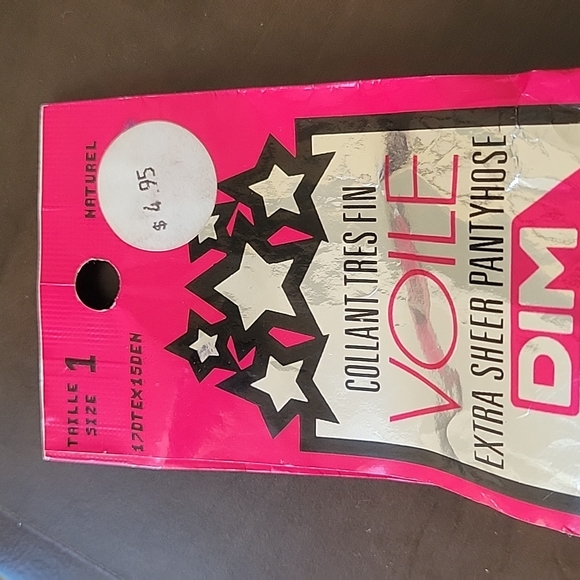 TAILLE 1
SIZE
NATUREL
17DTEX15DEN
$ 4.95
COLLANT TRES FIN
VOILE
EXTRA SHEER PANTYHOSE
DIM